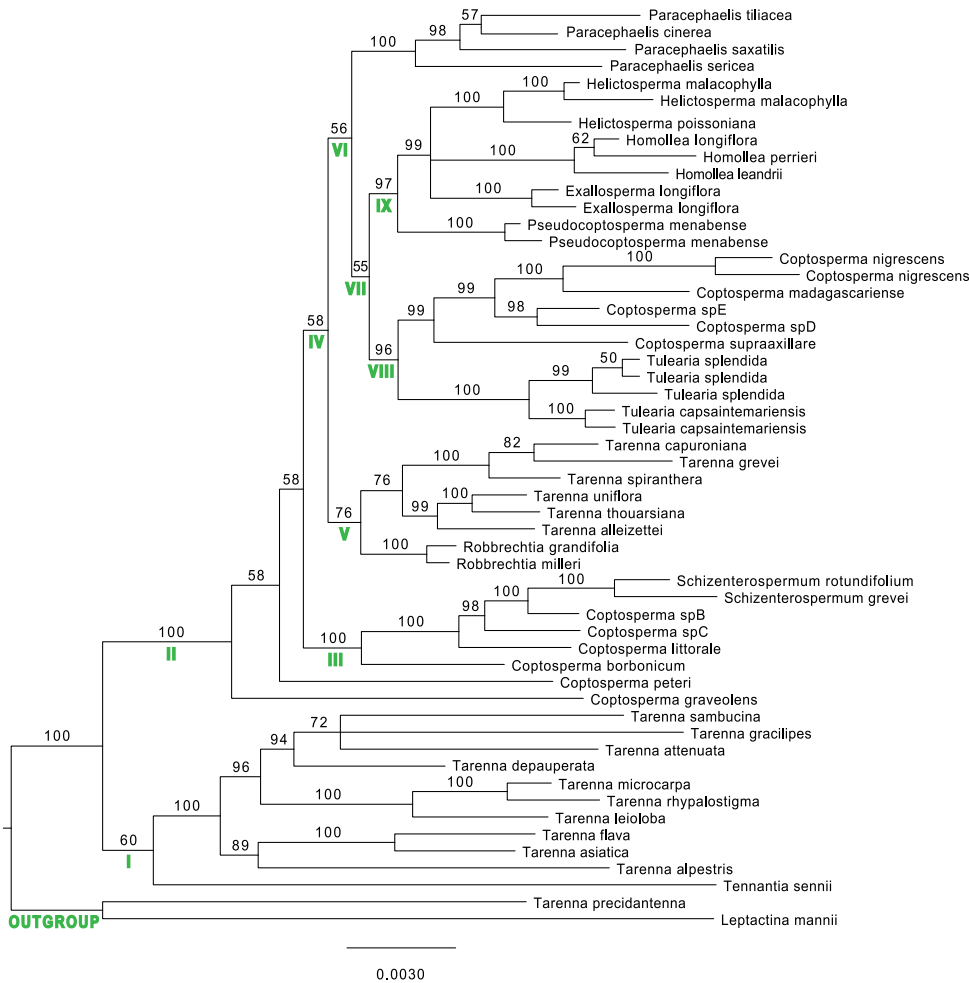 57
Paracephaelis tiliacea
98
Paracephaelis cinerea
100
Paracephaelis saxatilis
Paracephaelis sericea
100
Helictosperma malacophylla
100
Helictosperma malacophylla
56
VI
Helictosperma poissoniana
99
62
Homollea longiflora
100
Homollea perrieri
Homollea leandrii
97
IX
100
Exallosperma longiflora
Exallosperma longiflora
100
Pseudocoptosperma menabense
Pseudocoptosperma menabense
55
VII
100
Coptosperma nigrescens
100
Coptosperma nigrescens
99
Coptosperma madagascariense
99
98
Coptosperma spE
Coptosperma spD
58
IV
Coptosperma supraaxillare
96
VIII
50
Tulearia splendida
99
Tulearia splendida
Tulearia splendida
100
100
Tulearia capsaintemariensis
Tulearia capsaintemariensis
82
Tarenna capuroniana
100
Tarenna grevei
58
76
Tarenna spiranthera
100
Tarenna uniflora
99
Tarenna thouarsiana
76
V
Tarenna alleizettei
100
Robbrechtia grandifolia
Robbrechtia milleri
58
100
Schizenterospermum rotundifolium
100
Schizenterospermum grevei
98
Coptosperma spB
100
Coptosperma spC
100
III
Coptosperma littorale
100
II
Coptosperma borbonicum
Coptosperma peteri
Coptosperma graveolens
72
Tarenna sambucina
94
Tarenna gracilipes
100
Tarenna attenuata
96
Tarenna depauperata
100
Tarenna microcarpa
100
Tarenna rhypalostigma
100
Tarenna leioloba
60
I
100
Tarenna flava
89
Tarenna asiatica
Tarenna alpestris
Tennantia sennii
Tarenna precidantenna
OUTGROUP
Leptactina mannii
0.0030